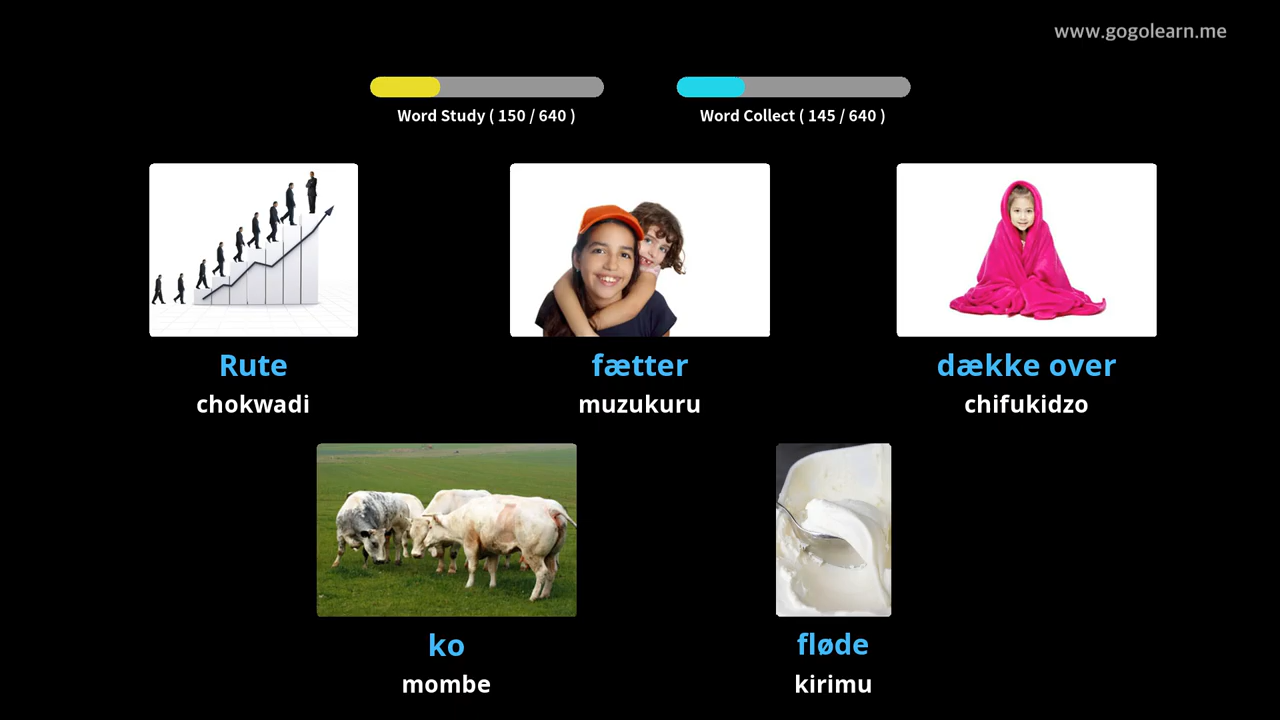 www.gogolearn.me
Word Study ( 150 / 640 )
Word Collect ( 145 / 640 )
Rute
chokwadi
fætter
muzukuru
dække over
chifukidzo
ko
mombe
fløde
kirimu